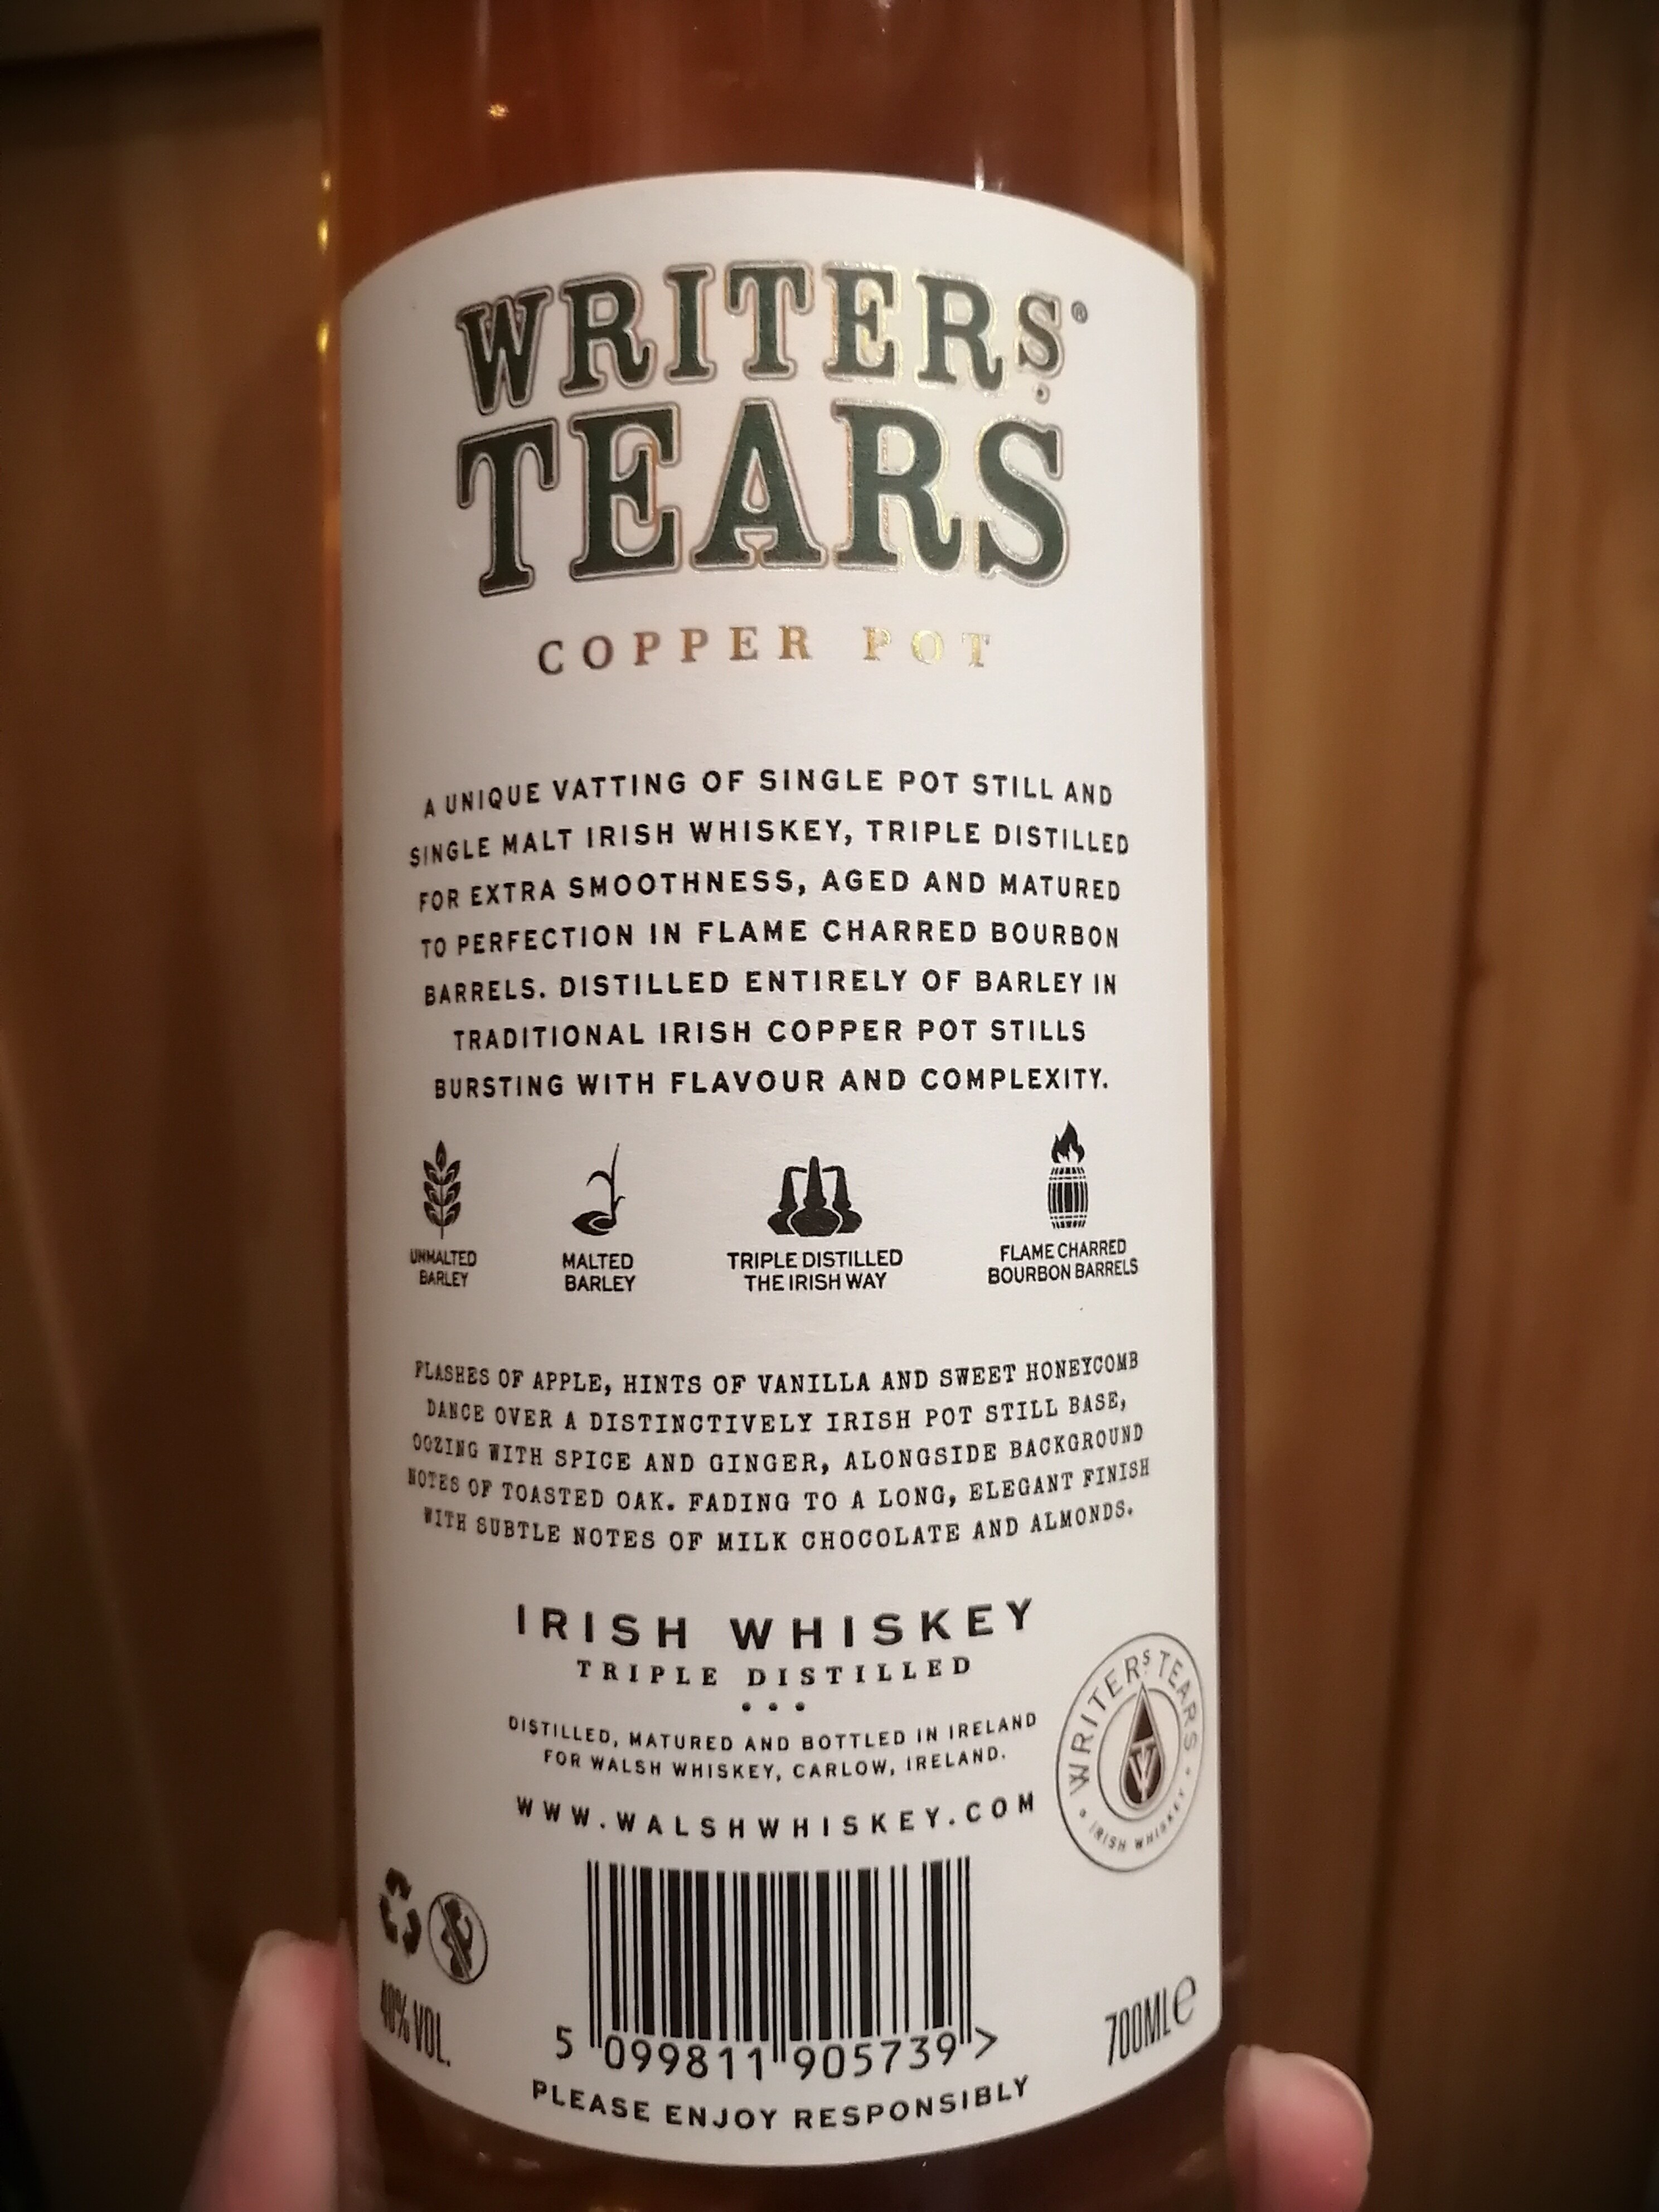 WRITERS®
TEARS
COPPER POT
A UNIQUE VATTING OF SINGLE POT STILL AND
SINGLE MALT IRISH WHISKEY, TRIPLE DISTILLED
FOR EXTRA SMOOTHNESS, AGED AND MATURED
TO PERFECTION IN FLAME CHARRED BOURBON
BARRELS. DISTILLED ENTIRELY OF BARLEY IN
TRADITIONAL IRISH COPPER POT STILLS
BURSTING WITH FLAVOUR AND COMPLEXITY.
UNMALTED
BARLEY
MALTED
BARLEY
TRIPLE DISTILLED
THE IRISH WAY
FLAME CHARRED
BOURBON BARRELS
FLASHES OF APPLE, HINTS OF VANILLA AND SWEET HONEYCOMB
DANCE OVER A DISTINCTIVELY IRISH POT STILL BASE,
OOZING WITH SPICE AND GINGER, ALONGSIDE BACKGROUND
NOTES OF TOASTED OAK. FADING TO A LONG, ELEGANT FINISH
WITH SUBTLE NOTES OF MILK CHOCOLATE AND ALMONDS.
IRISH WHISKEY
TRIPLE DISTILLED
DISTILLED, MATURED AND BOTTLED IN IRELAND
FOR WALSH WHISKEY, CARLOW, IRELAND.
WWW.WALSHWHISKEY.COM
WRITERS TEARS
IRISH WHISKEY
40% VOL.
5 099811 905739 >
700ML e
PLEASE ENJOY RESPONSIBLY